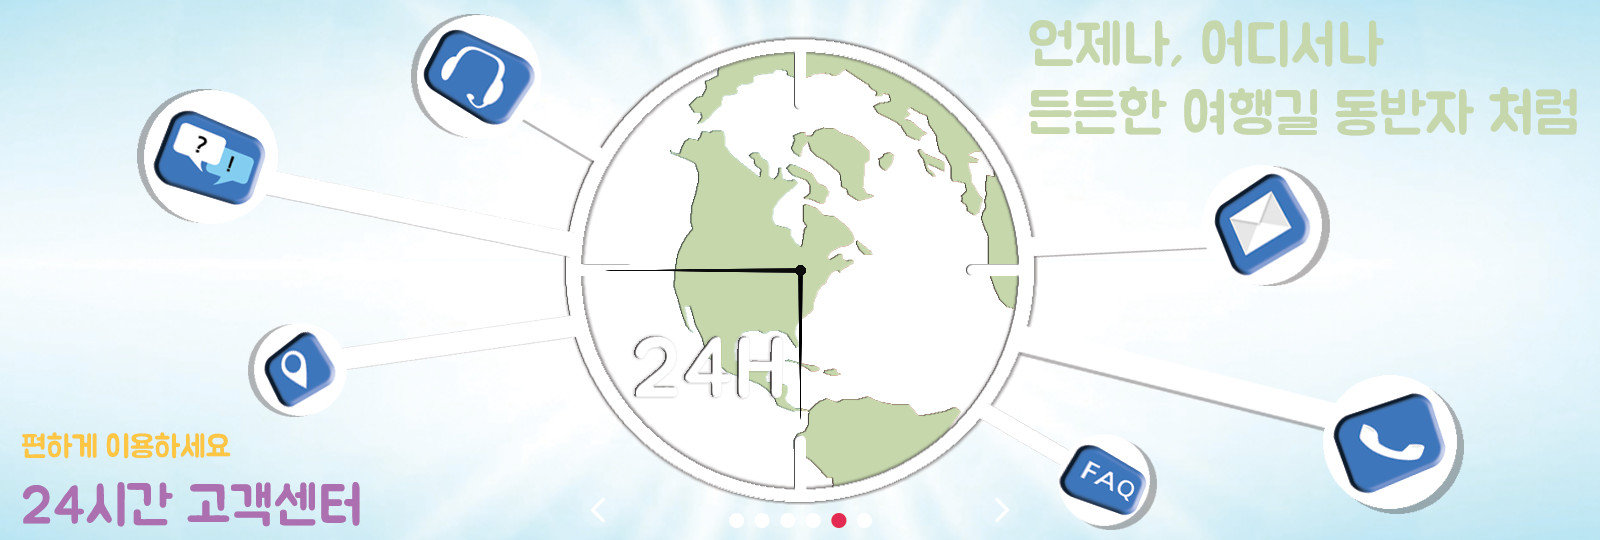 언제나, 어디서나
든든한 여행길 동반자 처럼
?
!
24H
FAQ
편하게 이용하세요
24시간 고객센터